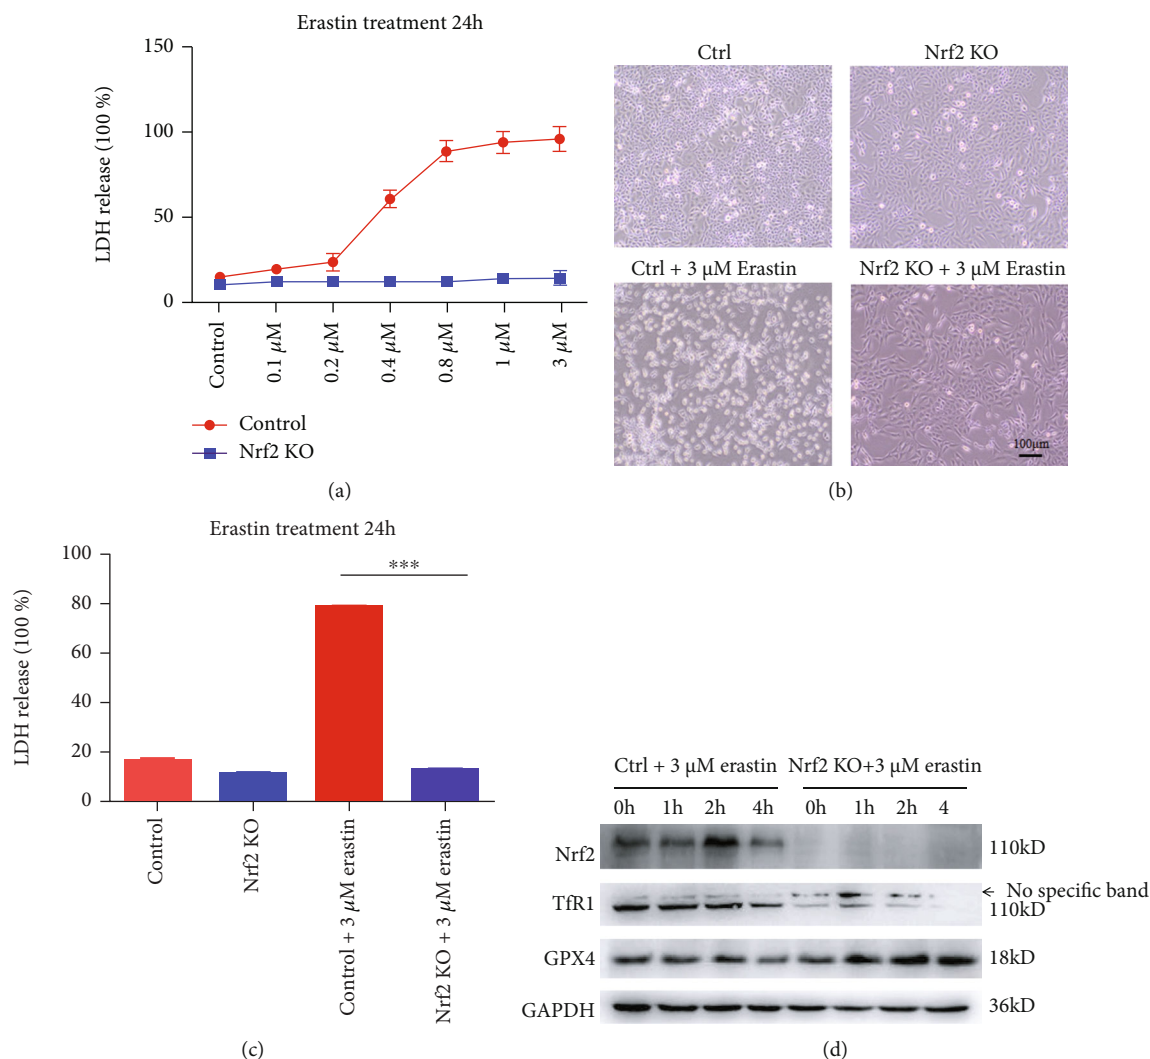 Erastin treatment 24h
LDH release (100 %)
150
100
50
0
Control
0.1 µM
0.2 µM
0.4 µM
0.8 µM
1 µM
3 µM
Control
Nrf2 KO
(a)
Ctrl
Nrf2 KO
Ctrl + 3 µM Erastin
Nrf2 KO + 3 µM Erastin
100µm
(b)
Erastin treatment 24h
LDH release (100 %)
100
80
60
40
20
0
***
Control
Nrf2 KO
Control + 3 µM erastin
Nrf2 KO + 3 µM erastin
(c)
Ctrl + 3 µM erastin Nrf2 KO+3 µM erastin
0h 1h 2h 4h 0h 1h 2h 4
Nrf2 110kD
← No specific band
TfR1 110kD
GPX4 18kD
GAPDH 36kD
(d)